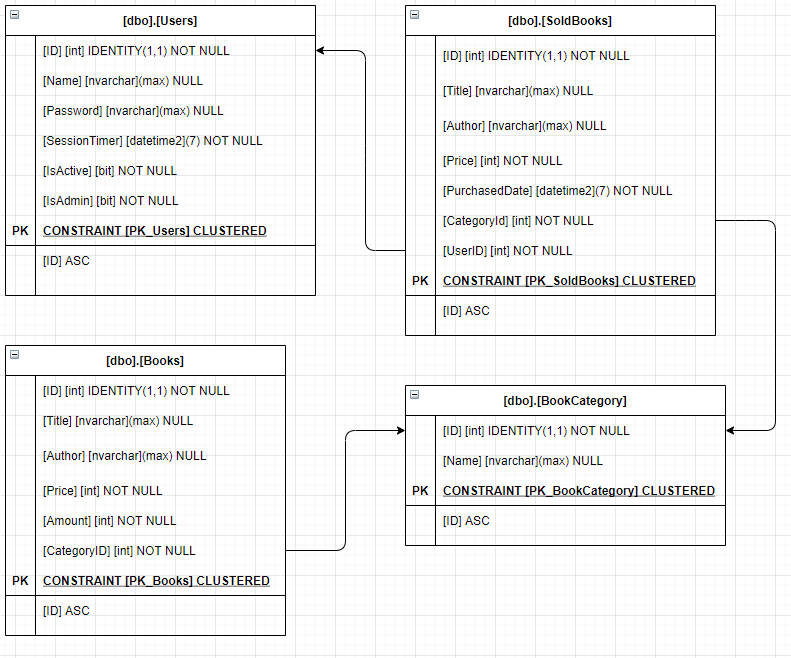 [dbo].[Users]
[ID] [int] IDENTITY(1,1) NOT NULL
[Name] [nvarchar](max) NULL
[Password] [nvarchar](max) NULL
[SessionTimer] [datetime2](7) NOT NULL
[IsActive] [bit] NOT NULL
[IsAdmin] [bit] NOT NULL
PK CONSTRAINT [PK_Users] CLUSTERED
[ID] ASC
[dbo].[SoldBooks]
[ID] [int] IDENTITY(1,1) NOT NULL
[Title] [nvarchar](max) NULL
[Author] [nvarchar](max) NULL
[Price] [int] NOT NULL
[PurchasedDate] [datetime2](7) NOT NULL
[CategoryId] [int] NOT NULL
[UserID] [int] NOT NULL
PK CONSTRAINT [PK_SoldBooks] CLUSTERED
[ID] ASC
[dbo].[Books]
[ID] [int] IDENTITY(1,1) NOT NULL
[Title] [nvarchar](max) NULL
[Author] [nvarchar](max) NULL
[Price] [int] NOT NULL
[Amount] [int] NOT NULL
[CategoryID] [int] NOT NULL
PK CONSTRAINT [PK_Books] CLUSTERED
[ID] ASC
[dbo].[BookCategory]
[ID] [int] IDENTITY(1,1) NOT NULL
[Name] [nvarchar](max) NULL
PK CONSTRAINT [PK_BookCategory] CLUSTERED
[ID] ASC